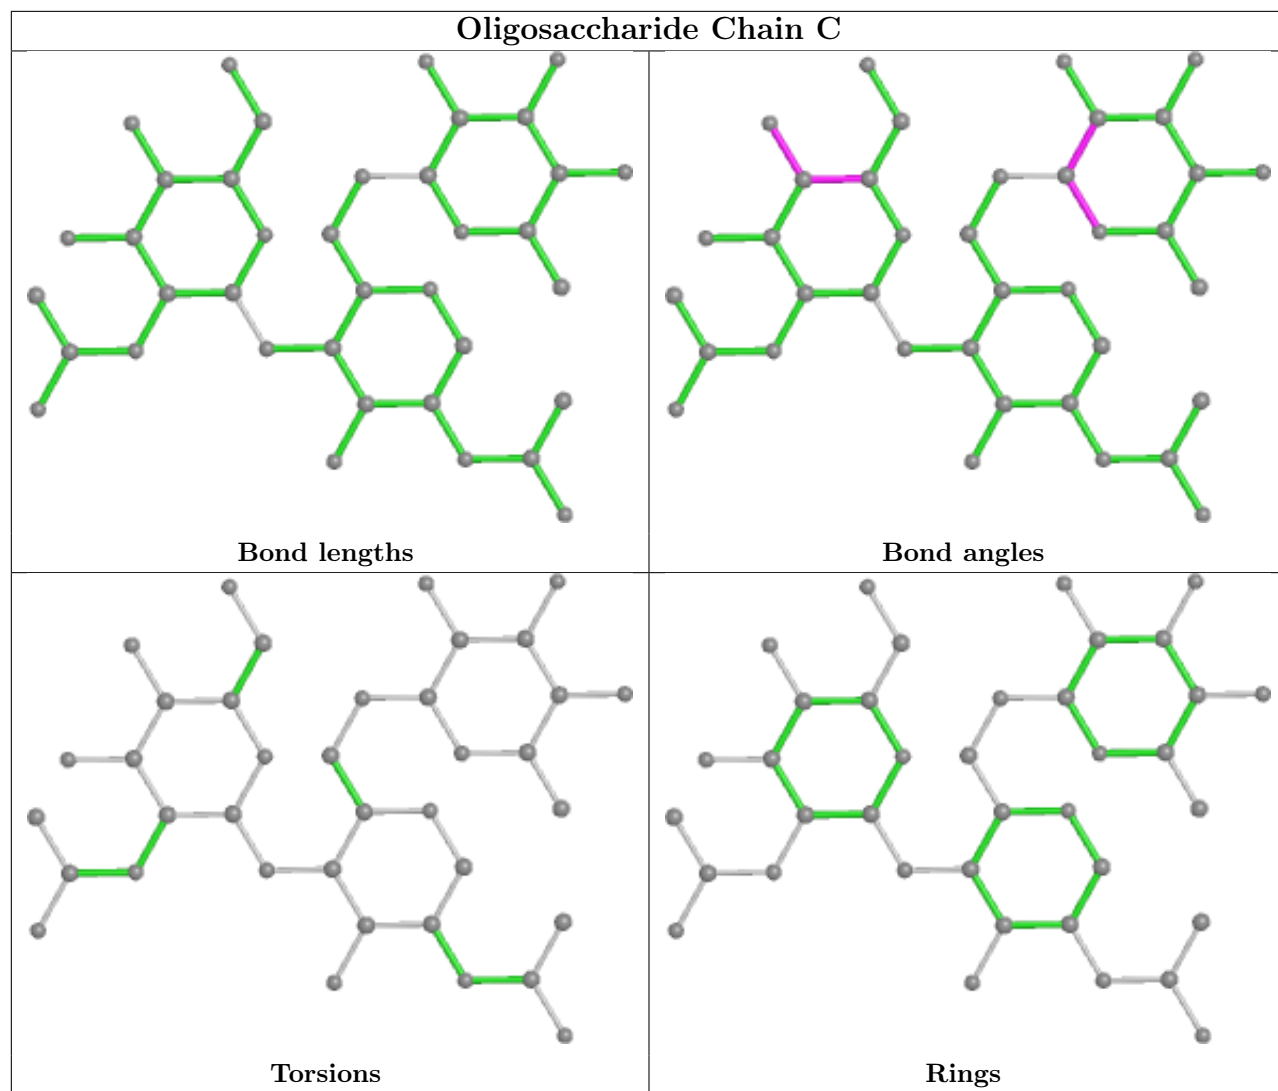 Oligosaccharide Chain C
Bond lengths
Bond angles
Torsions
Rings